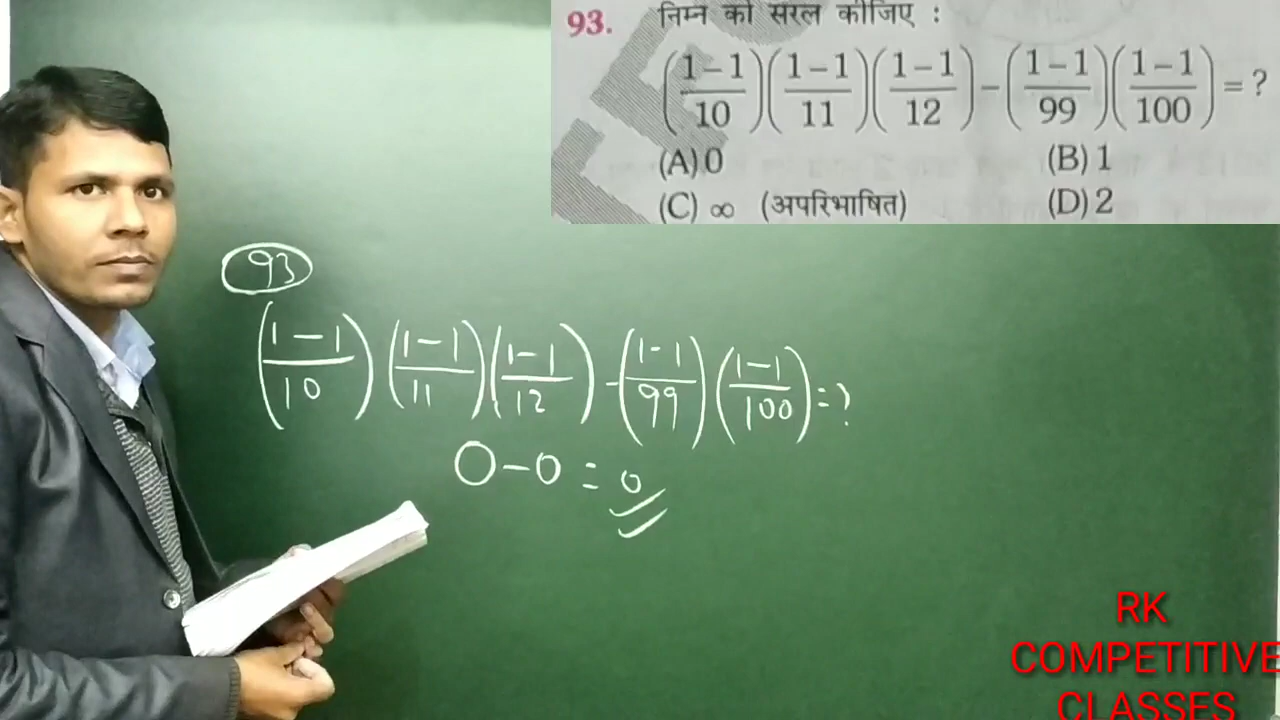 93. निम्न को सरल कीजिए :
(1-1/10)(1-1/11)(1-1/12)-(1-1/99)(1-1/100)=?
(A) 0 (B) 1
(C) ∞ (अपरिभाषित) (D) 2
93
(1-1/10)(1-1/11)(1-1/12)-(1-1/99)(1-1/100)=?
0-0=0
RK
COMPETITIVE
CLASSES